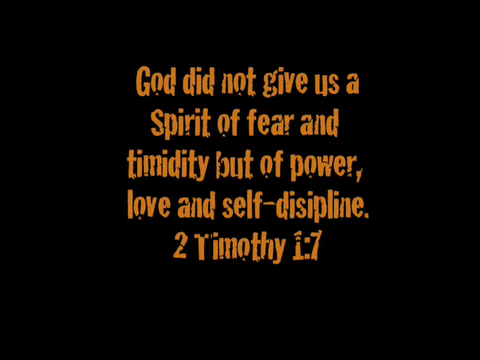 God did not give us a
Spirit of fear and
timidity but of power,
love and self-disipline.
2 Timothy 1:7